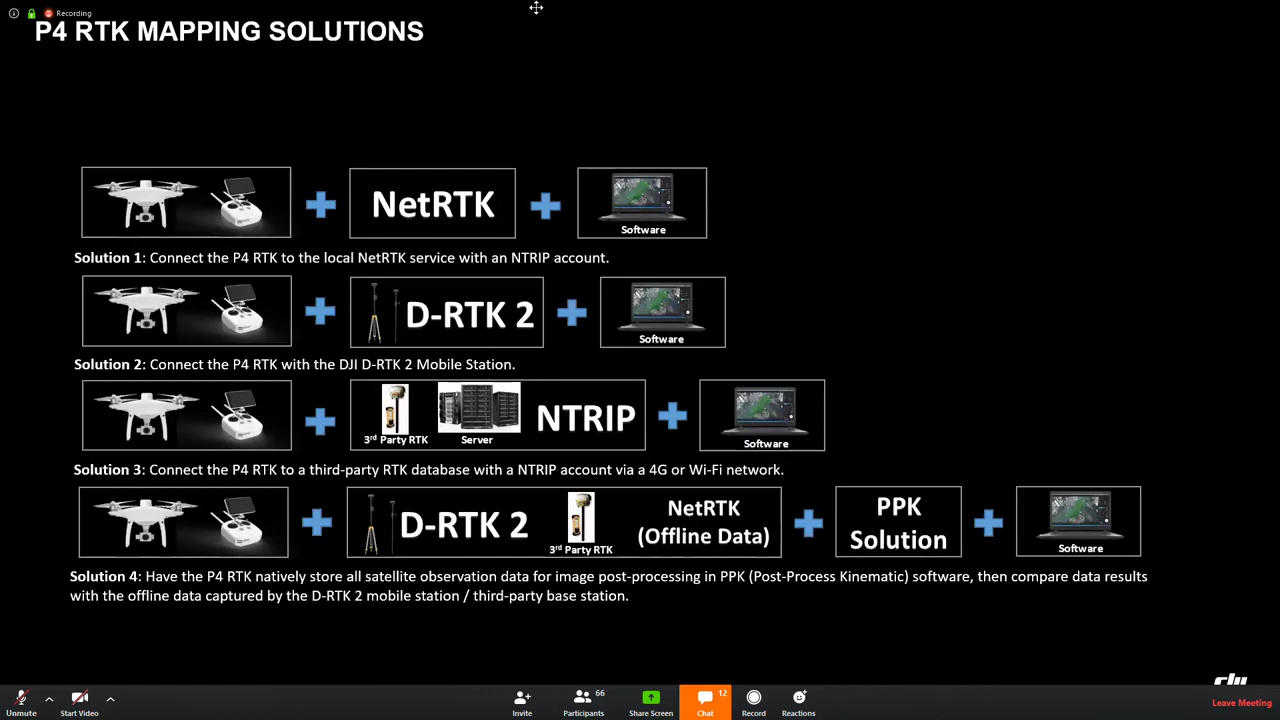 Recording
P4 RTK MAPPING SOLUTIONS
NetRTK
Software
Solution 1: Connect the P4 RTK to the local NetRTK service with an NTRIP account.
D-RTK 2
Software
Solution 2: Connect the P4 RTK with the DJI D-RTK 2 Mobile Station.
3rd Party RTK
Server
NTRIP
Software
Solution 3: Connect the P4 RTK to a third-party RTK database with a NTRIP account via a 4G or Wi-Fi network.
D-RTK 2
3rd Party RTK
NetRTK
(Offline Data)
PPK
Solution
Software
Solution 4: Have the P4 RTK natively store all satellite observation data for image post-processing in PPK (Post-Process Kinematic) software, then compare data results
with the offline data captured by the D-RTK 2 mobile station / third-party base station.
Unmute
Start Video
Invite
66
Participants
Share Screen
12
Chat
Record
Reactions
Leave Meeting